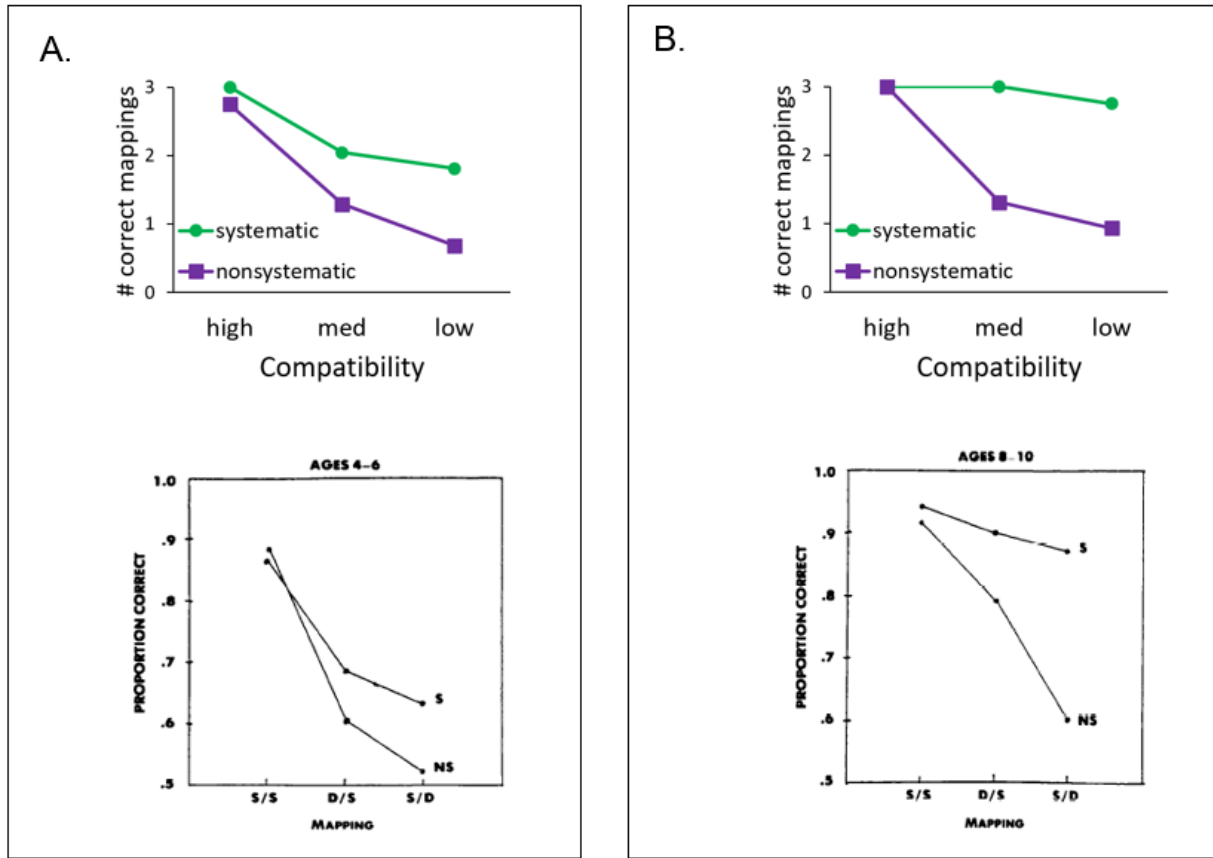 A.
# correct mappings
3
2
1
0
systematic
nonsystematic
high med low
Compatibility
AGES 4–6
PROPORTION CORRECT
1.0
.9
.8
.7
.6
.5
S
NS
S/S D/S S/D
MAPPING
B.
# correct mappings
3
2
1
0
systematic
nonsystematic
high med low
Compatibility
AGES 8–10
PROPORTION CORRECT
1.0
.9
.8
.7
.6
.5
S
NS
S/S D/S S/D
MAPPING